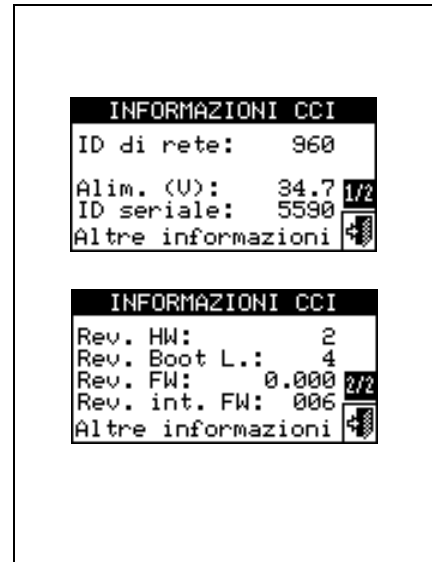 INFORMAZIONI CCI
ID di rete: 960
Alim. (V): 34.7 1/2
ID seriale: 5590
Altre informazioni
INFORMAZIONI CCI
Rev. HW: 2
Rev. Boot L.: 4
Rev. FW: 0.000 2/2
Rev. int. FW: 006
Altre informazioni